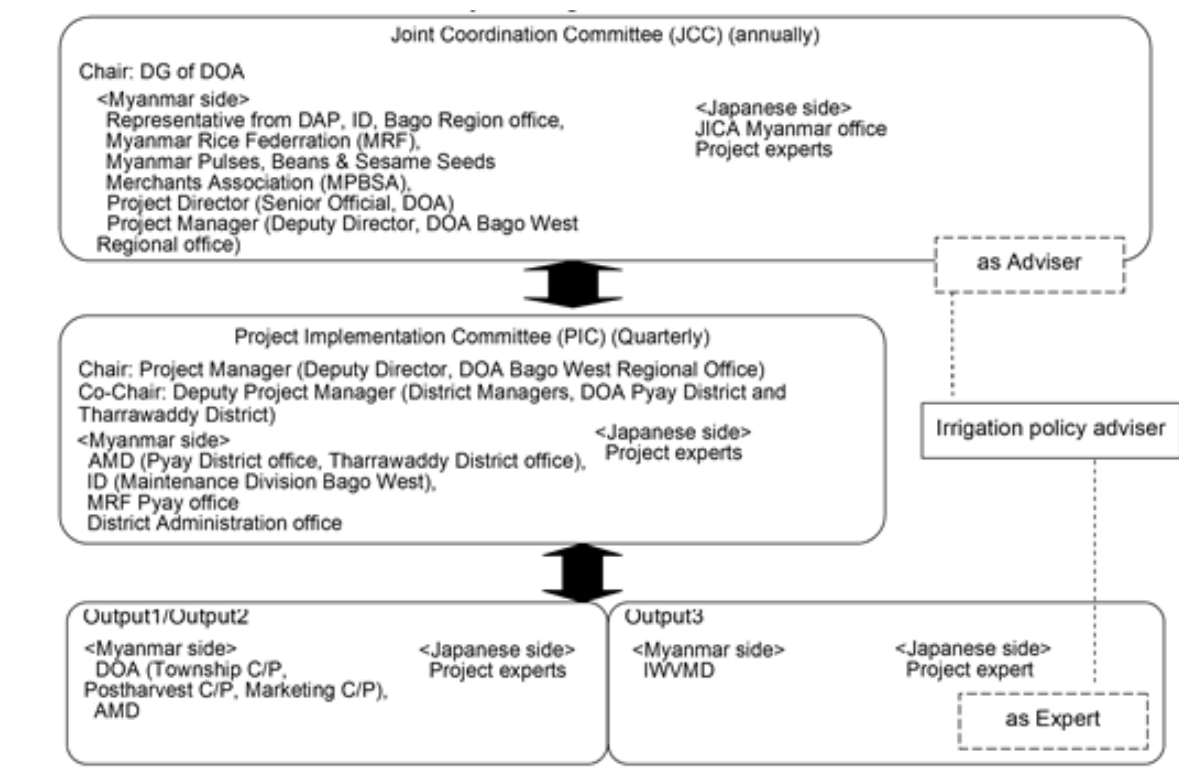 Joint Coordination Committee (JCC) (annually)
Chair: DG of DOA
<Myanmar side>
Representative from DAP, ID, Bago Region office,
Myanmar Rice Federration (MRF),
Myanmar Pulses, Beans & Sesame Seeds
Merchants Association (MPBSA),
Project Director (Senior Official, DOA)
Project Manager (Deputy Director, DOA Bago West
Regional office)
<Japanese side>
JICA Myanmar office
Project experts
as Adviser
Project Implementation Committee (PIC) (Quarterly)
Chair: Project Manager (Deputy Director, DOA Bago West Regional Office)
Co-Chair: Deputy Project Manager (District Managers, DOA Pyay District and
Tharrawaddy District)
<Myanmar side>
AMD (Pyay District office, Tharrawaddy District office),
ID (Maintenance Division Bago West),
MRF Pyay office
District Administration office
<Japanese side>
Project experts
Irrigation policy adviser
Output1/Output2
<Myanmar side>
DOA (Township C/P,
Postharvest C/P, Marketing C/P),
AMD
<Japanese side>
Project experts
Output3
<Myanmar side>
IWVMD
<Japanese side>
Project expert
as Expert